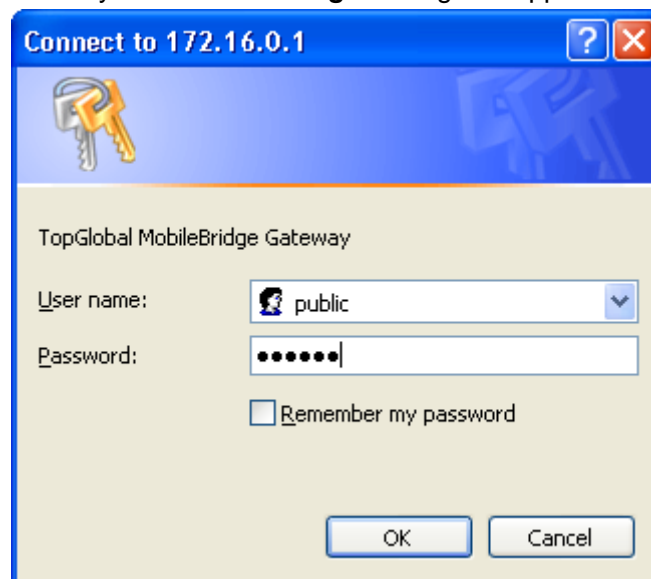 Connect to 172.16.0.1
TopGlobal MobileBridge Gateway
User name: public
Password: ••••••
Remember my password
OK Cancel